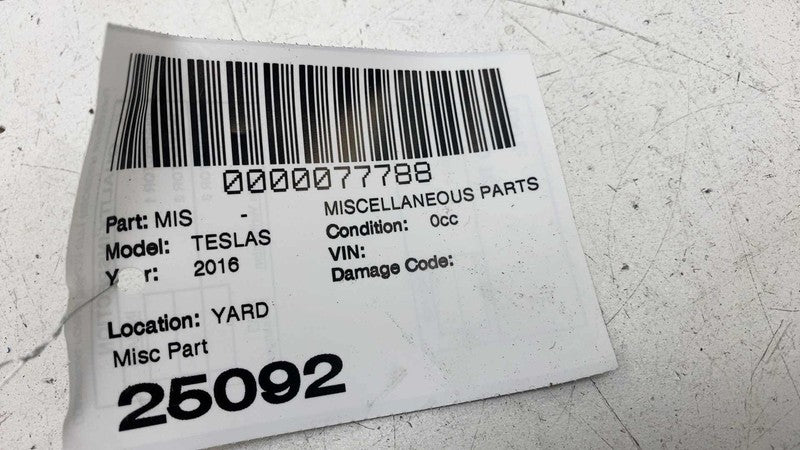 0000077788
Part: MIS - MISCELLANEOUS PARTS
Model: TESLAS Condition: 0cc
Y r: 2016 VIN:
Damage Code:
Location: YARD
Misc Part
25092